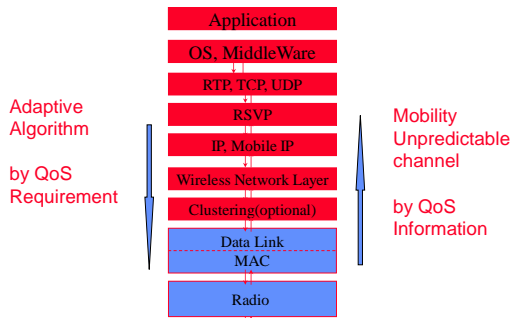 Application
OS, MiddleWare
RTP, TCP, UDP
RSVP
IP, Mobile IP
Wireless Network Layer
Clustering(optional)
Data Link
MAC
Radio
Adaptive
Algorithm
by QoS
Requirement
Mobility
Unpredictable
channel
by QoS
Information